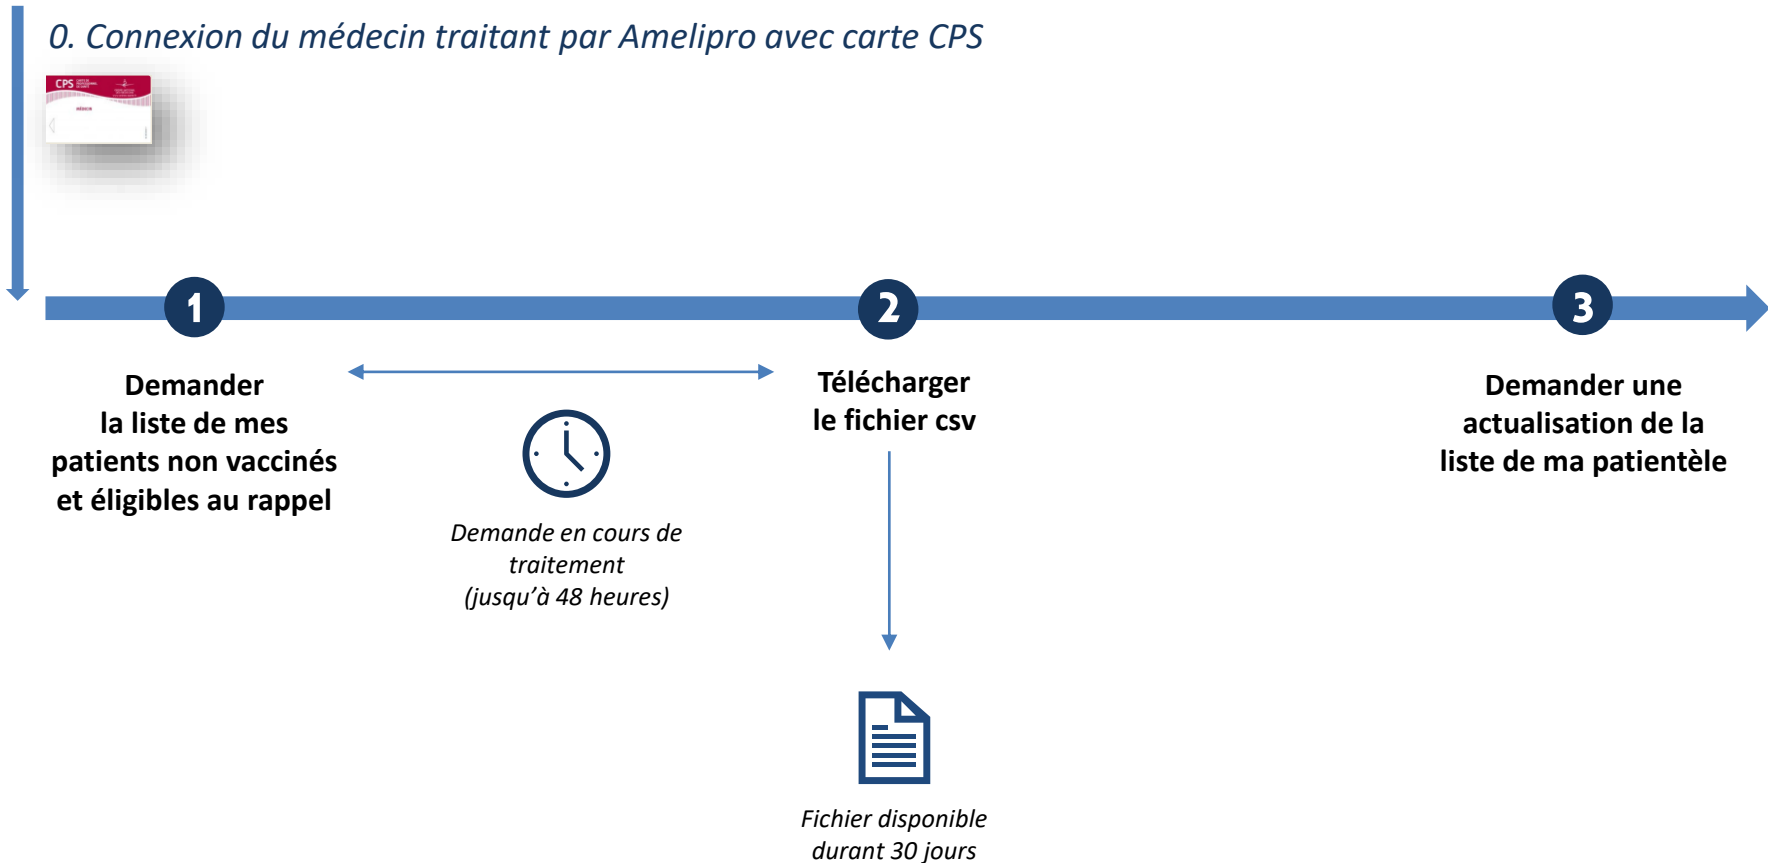 0. Connexion du médecin traitant par Amelipro avec carte CPS
CPS
MÉDECIN
1
2
3
Demander
la liste de mes
patients non vaccinés
et éligibles au rappel
Demande en cours de
traitement
(jusqu'à 48 heures)
Télécharger
le fichier csv
Fichier disponible
durant 30 jours
Demander une
actualisation de la
liste de ma patientèle